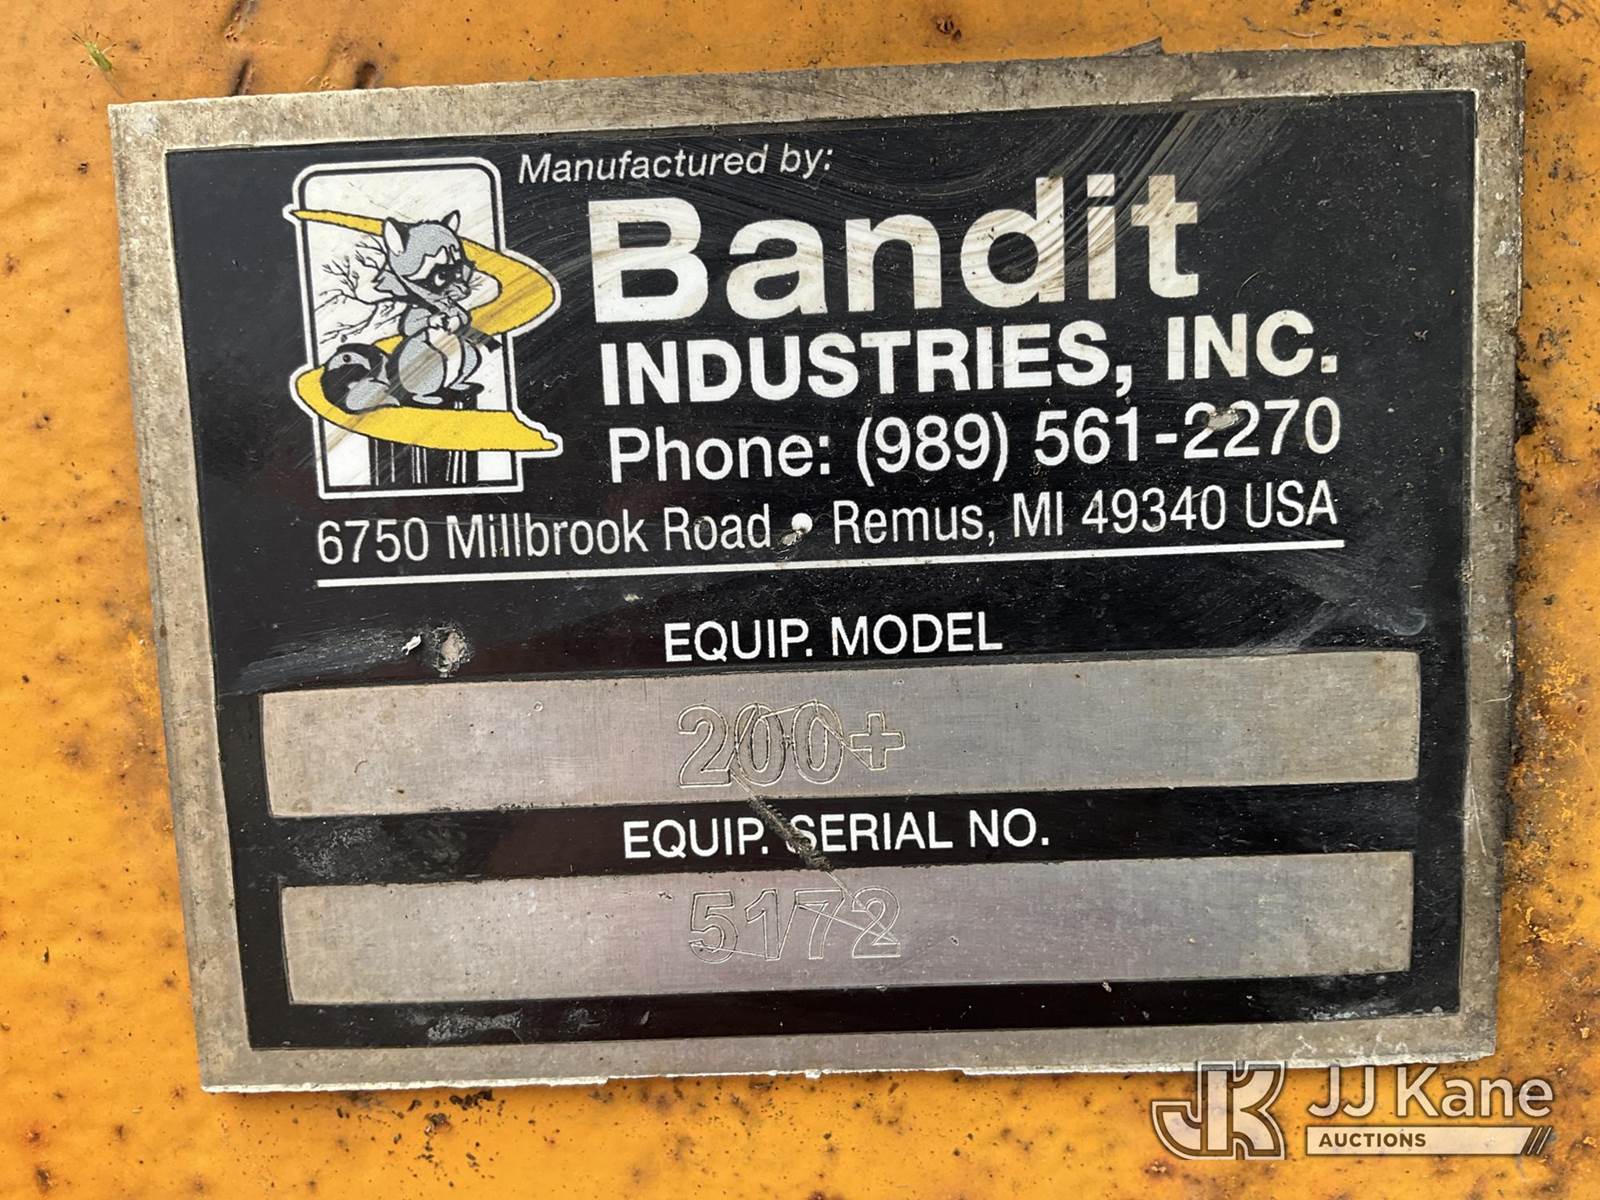 Manufactured by:
Bandit
INDUSTRIES, INC.
Phone: (989) 561-2270
6750 Millbrook Road • Remus, MI 49340 USA
EQUIP. MODEL
200+
EQUIP. SERIAL NO.
5172
JK JJ Kane
AUCTIONS